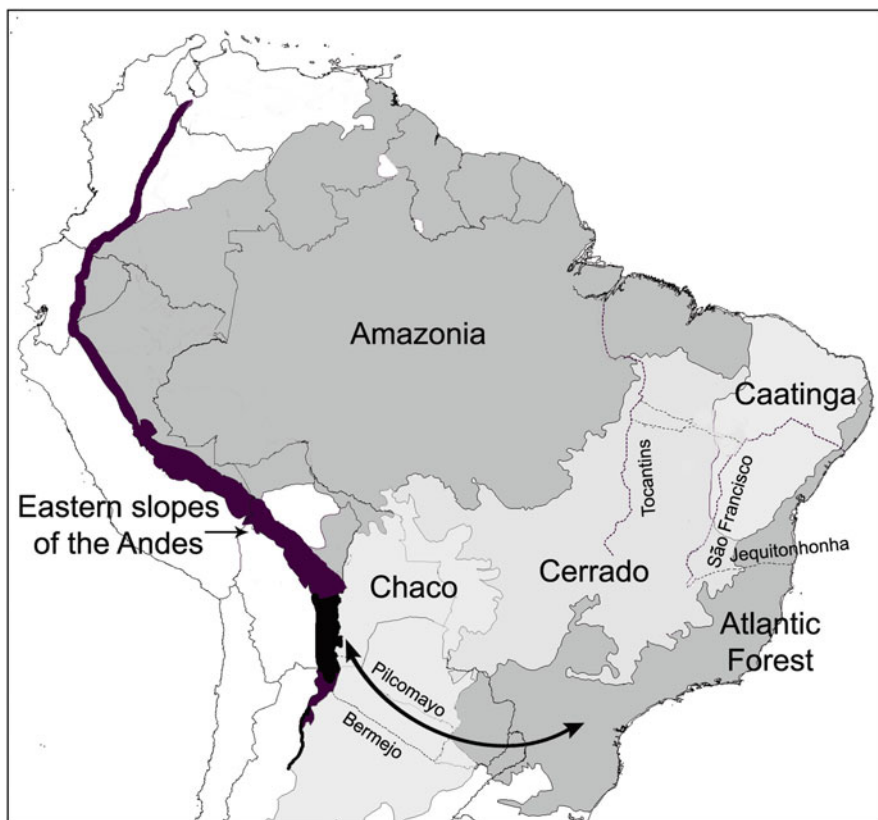 Amazonia
Caatinga
Tocantins
São Francisco
Eastern slopes
of the Andes
Jequitonhonha
Chaco
Cerrado
Atlantic
Forest
Pilcomayo
Bermejo